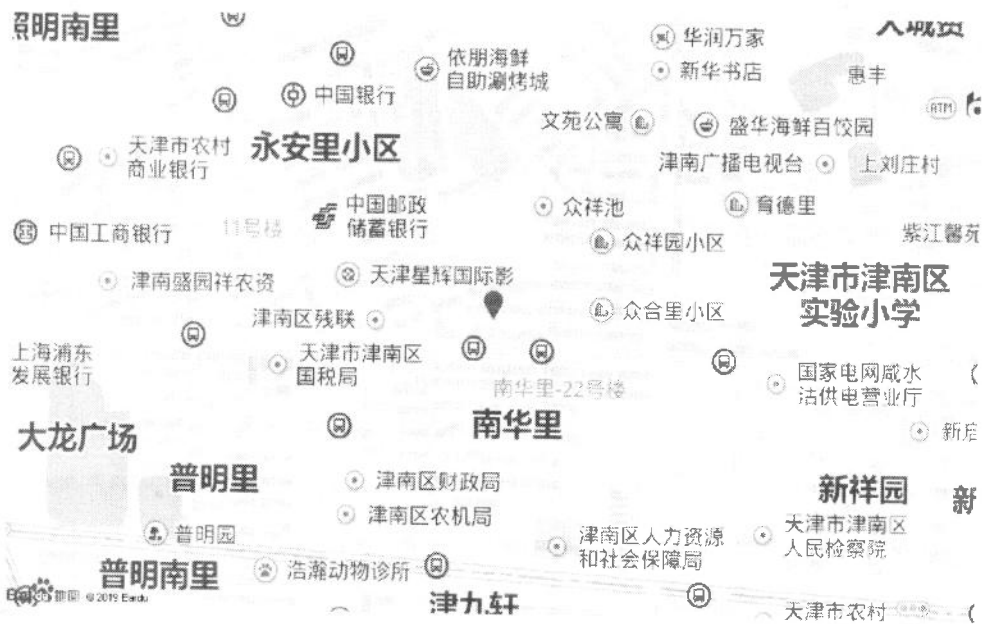 照明南里
华润万家
依朋海鲜
自助涮烤城
新华书店
惠丰
中国银行
ATM
文苑公寓
盛华海鲜百饺园
天津市农村
商业银行
永安里小区
津南广播电视台
上刘庄村
中国邮政
储蓄银行
众祥池
育德里
中国工商银行
11号楼
众祥园小区
紫江馨苑
津南盛园祥农资
天津星辉国际影
天津市津南区
实验小学
众合里小区
津南区残联
上海浦东
发展银行
天津市津南区
国税局
南华里-22号楼
国家电网咸水
沽供电营业厅
大龙广场
南华里
普明里
津南区财政局
新祥园
新
津南区农机局
天津市津南区
人民检察院
普明园
津南区人力资源
和社会保障局
普明南里
浩瀚动物诊所
津九轩
天津市农村
© 2019 Baidu